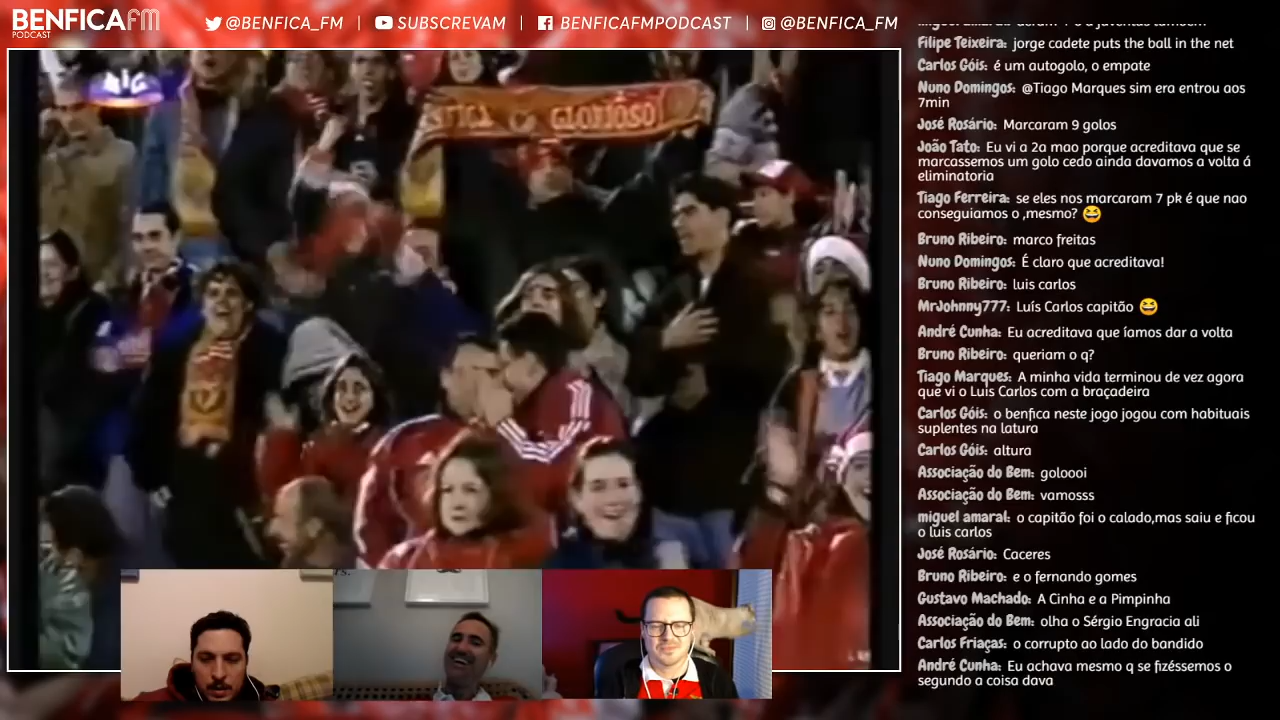 BENFICAFM
PODCAST
@BENFICA_FM | SUBSCREVAM | BENFICAFMPODCAST | @BENFICA_FM
SIC
GLORIOSO
Filipe Teixeira: jorge cadete puts the ball in the net
Carlos Góis: é um autogolo, o empate
Nuno Domingos: @Tiago Marques sim era entrou aos
7min
José Rosário: Marcaram 9 golos
João Tato: Eu vi a 2a mao porque acreditava que se
marcassemos um golo cedo ainda davamos a volta á
eliminatoria
Tiago Ferreira: se eles nos marcaram 7 pk é que nao
conseguiamos o ,mesmo? 😆
Bruno Ribeiro: marco freitas
Nuno Domingos: É claro que acreditava!
Bruno Ribeiro: luis carlos
MrJohnny777: Luís Carlos capitão 😆
André Cunha: Eu acreditava que íamos dar a volta
Bruno Ribeiro: queriam o q?
Tiago Marques: A minha vida terminou de vez agora
que vi o Luis Carlos com a braçadeira
Carlos Góis: o benfica neste jogo jogou com habituais
suplentes na latura
Carlos Góis: altura
Associação do Bem: goloooi
Associação do Bem: vamosss
miguel amaral: o capitão foi o calado,mas saiu e ficou
o luis carlos
José Rosário: Caceres
Bruno Ribeiro: e o fernando gomes
Gustavo Machado: A Cinha e a Pimpinha
Associação do Bem: olha o Sérgio Engracia ali
Carlos Friaças: o corrupto ao lado do bandido
André Cunha: Eu achava mesmo q se fizéssemos o
segundo a coisa dava